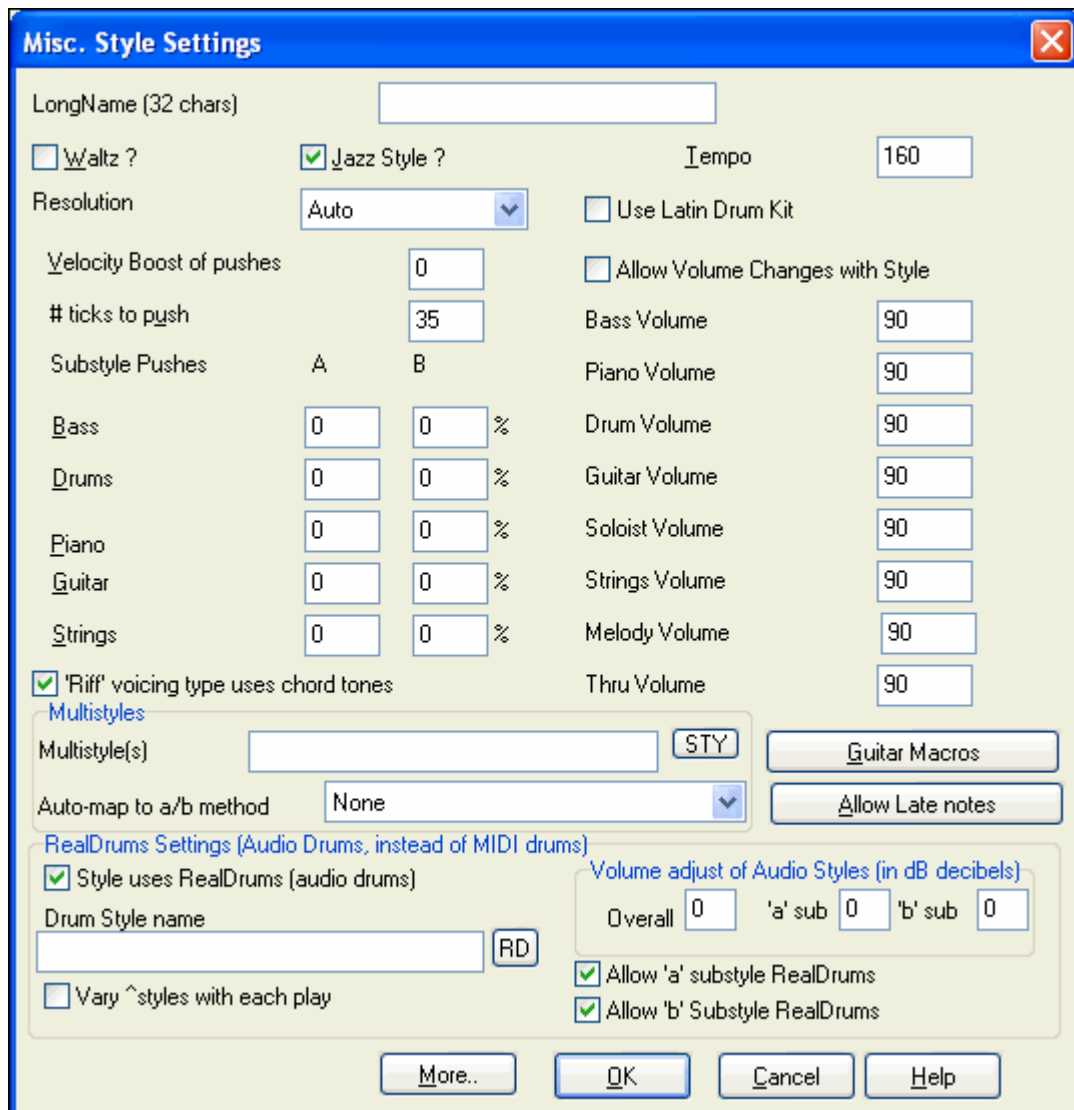 Misc. Style Settings
LongName (32 chars)
Waltz ? Jazz Style ? Tempo 160
Resolution Auto Use Latin Drum Kit
Velocity Boost of pushes 0 Allow Volume Changes with Style
# ticks to push 35 Bass Volume 90
Substyle Pushes A B Piano Volume 90
Bass 0 0 % Drum Volume 90
Drums 0 0 % Guitar Volume 90
Piano 0 0 % Soloist Volume 90
Guitar 0 0 % Strings Volume 90
Strings 0 0 % Melody Volume 90
'Riff' voicing type uses chord tones Thru Volume 90
Multistyles
Multistyle(s) STY Guitar Macros
Auto-map to a/b method None Allow Late notes
RealDrums Settings (Audio Drums, instead of MIDI drums)
Style uses RealDrums (audio drums) Volume adjust of Audio Styles (in dB decibels)
Drum Style name Overall 0 'a' sub 0 'b' sub 0
RD
Allow 'a' substyle RealDrums
Vary ^styles with each play Allow 'b' Substyle RealDrums
More.. OK Cancel Help